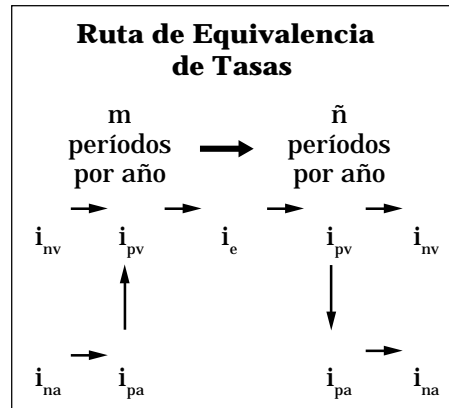 Ruta de Equivalencia
de Tasas
m
períodos
por año
ñ
períodos
por año
i_nv i_pv i_e i_pv i_nv
i_na i_pa i_pa i_na